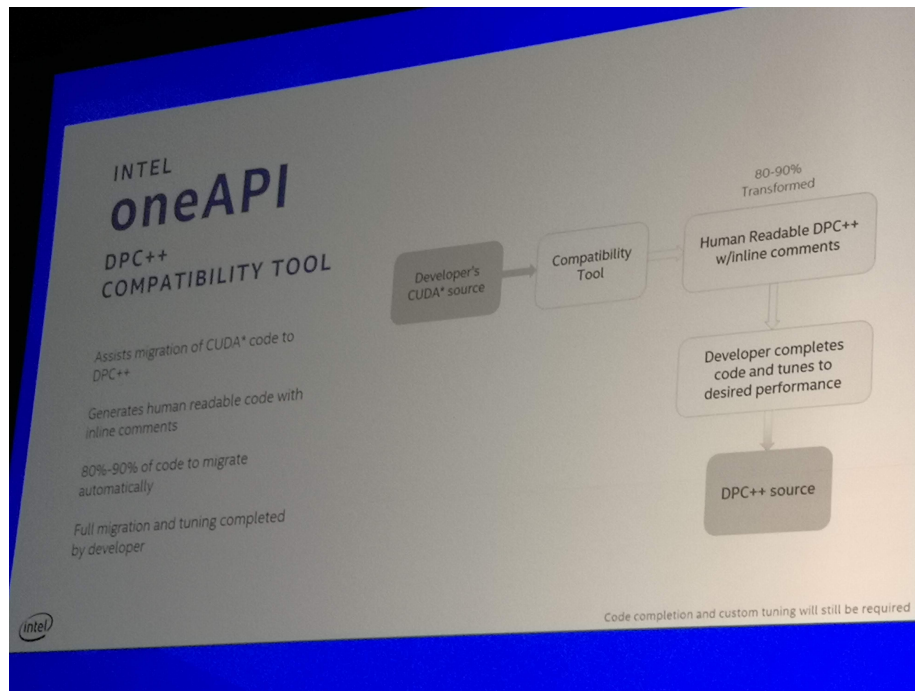 INTEL
oneAPI
DPC++
COMPATIBILITY TOOL
Assists migration of CUDA* code to
DPC++
Generates human readable code with
inline comments
80%-90% of code to migrate
automatically
Full migration and tuning completed
by developer
Developer's
CUDA* source
Compatibility
Tool
80-90%
Transformed
Human Readable DPC++
w/inline comments
Developer completes
code and tunes to
desired performance
DPC++ source
intel
Code completion and custom tuning will still be required